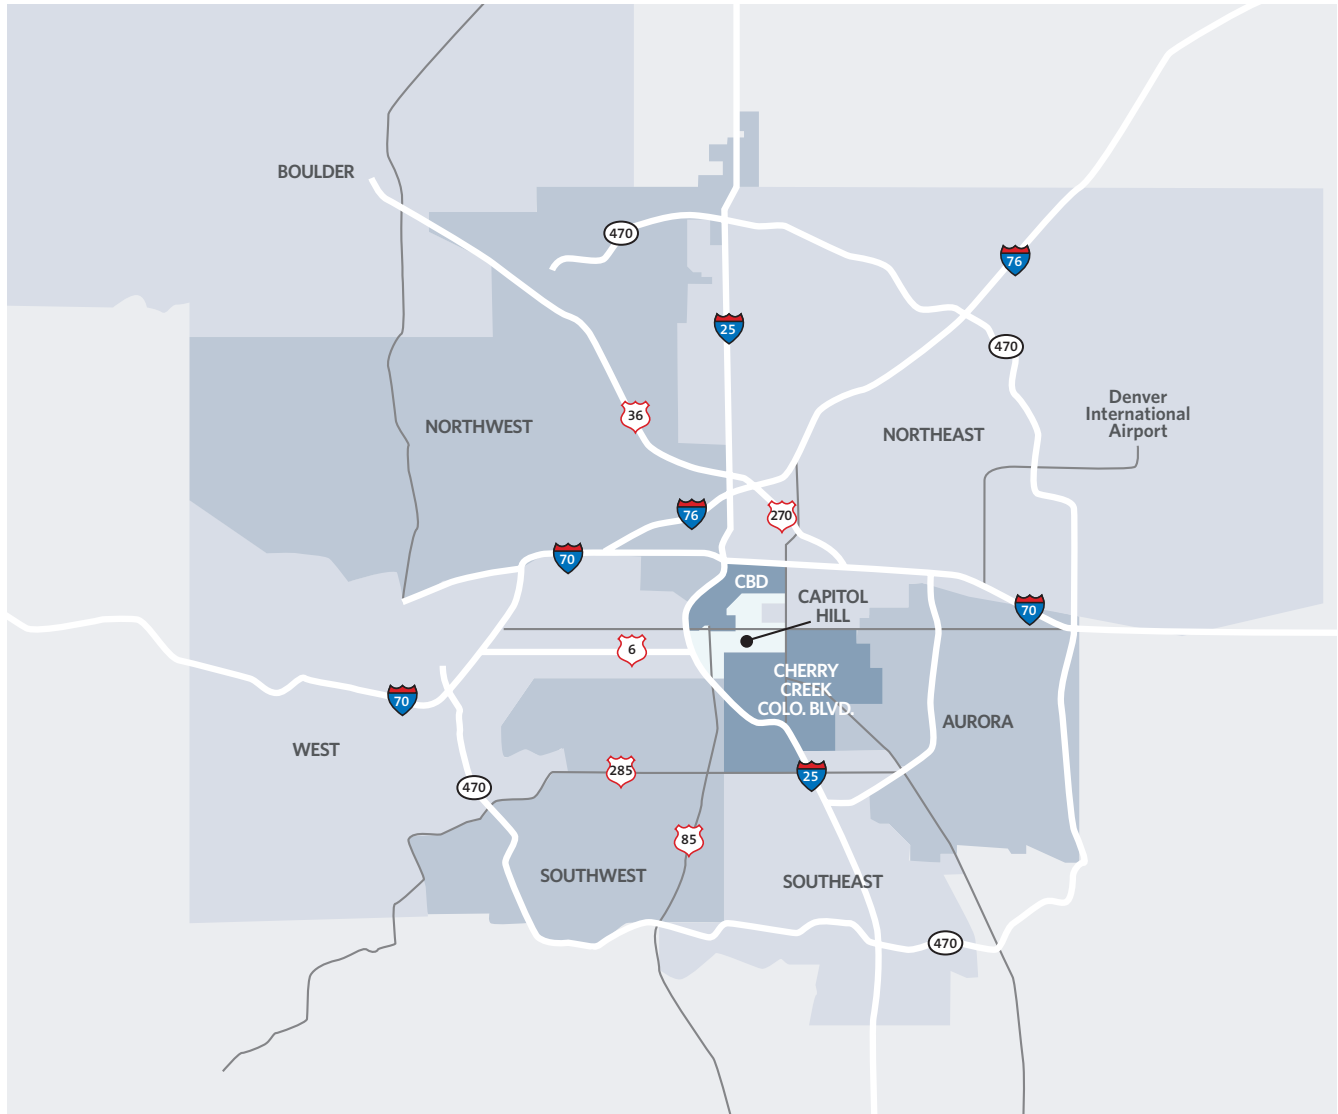 BOULDER
470
76
25
470
Denver
International
Airport
36
NORTHWEST
NORTHEAST
76
270
70
CBD
CAPITOL
HILL
70
6
CHERRY
CREEK
COLO. BLVD.
70
AURORA
WEST
285
25
470
85
SOUTHWEST
SOUTHEAST
470